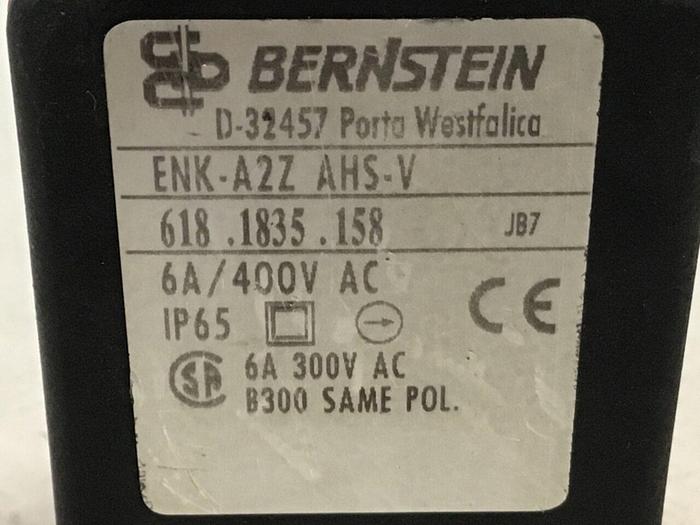 BERNSTEIN
D-32457 Porta Westfalica
ENK-A2Z AHS-V
618.1835.158 JB7
6A/400V AC
IP65 CE
SA 6A 300V AC
B300 SAME POL.